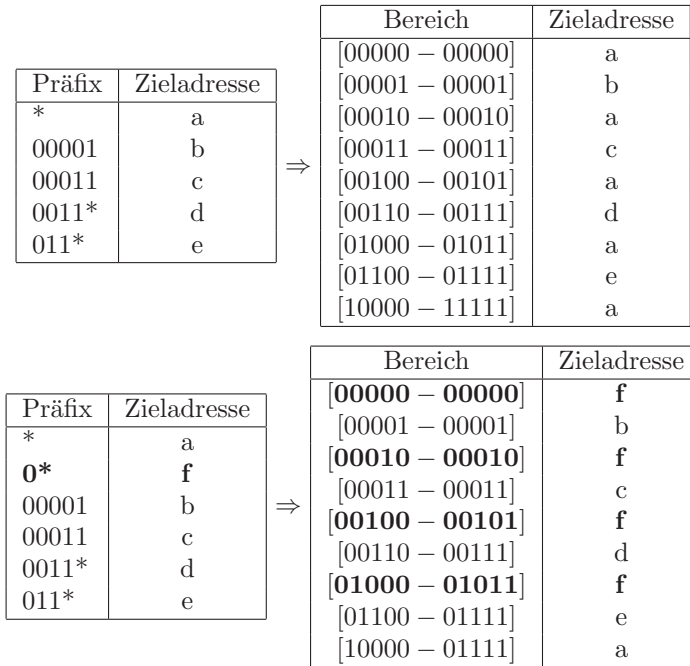 Präfix Zieladresse
* a
00001 b
00011 c
0011* d
011* e
⇒
Bereich Zieladresse
[00000 – 00000] a
[00001 – 00001] b
[00010 – 00010] a
[00011 – 00011] c
[00100 – 00101] a
[00110 – 00111] d
[01000 – 01011] a
[01100 – 01111] e
[10000 – 11111] a
Präfix Zieladresse
* a
0* f
00001 b
00011 c
0011* d
011* e
⇒
Bereich Zieladresse
[00000 – 00000] f
[00001 – 00001] b
[00010 – 00010] f
[00011 – 00011] c
[00100 – 00101] f
[00110 – 00111] d
[01000 – 01011] f
[01100 – 01111] e
[10000 – 01111] a